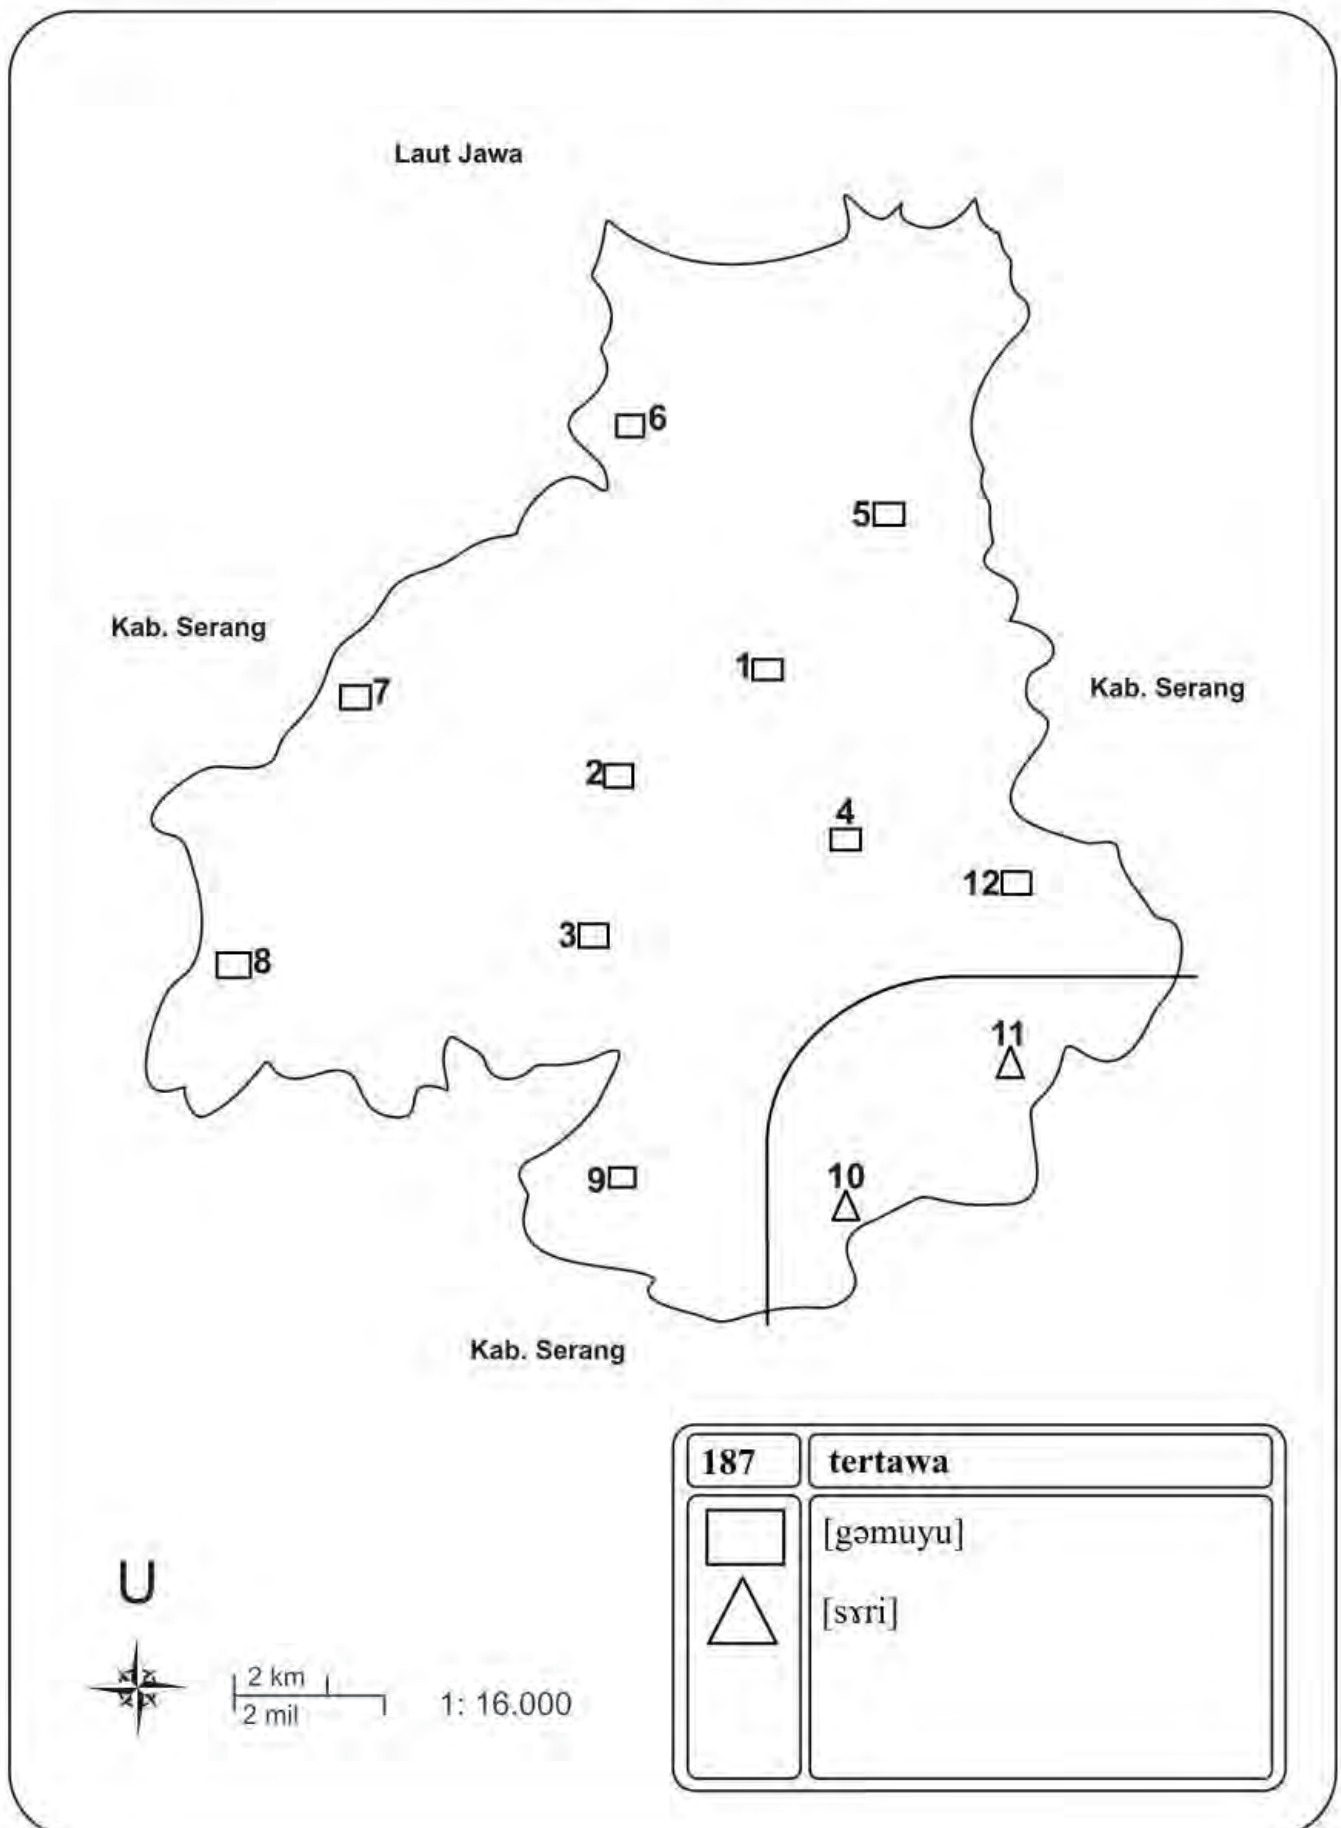 Laut Jawa
6
5
Kab. Serang
1
Kab. Serang
7
2
4
12
3
8
11
10
9
Kab. Serang
187 tertawa
[gəmuyu]
[sɤri]
U
2 km
2 mil
1: 16.000